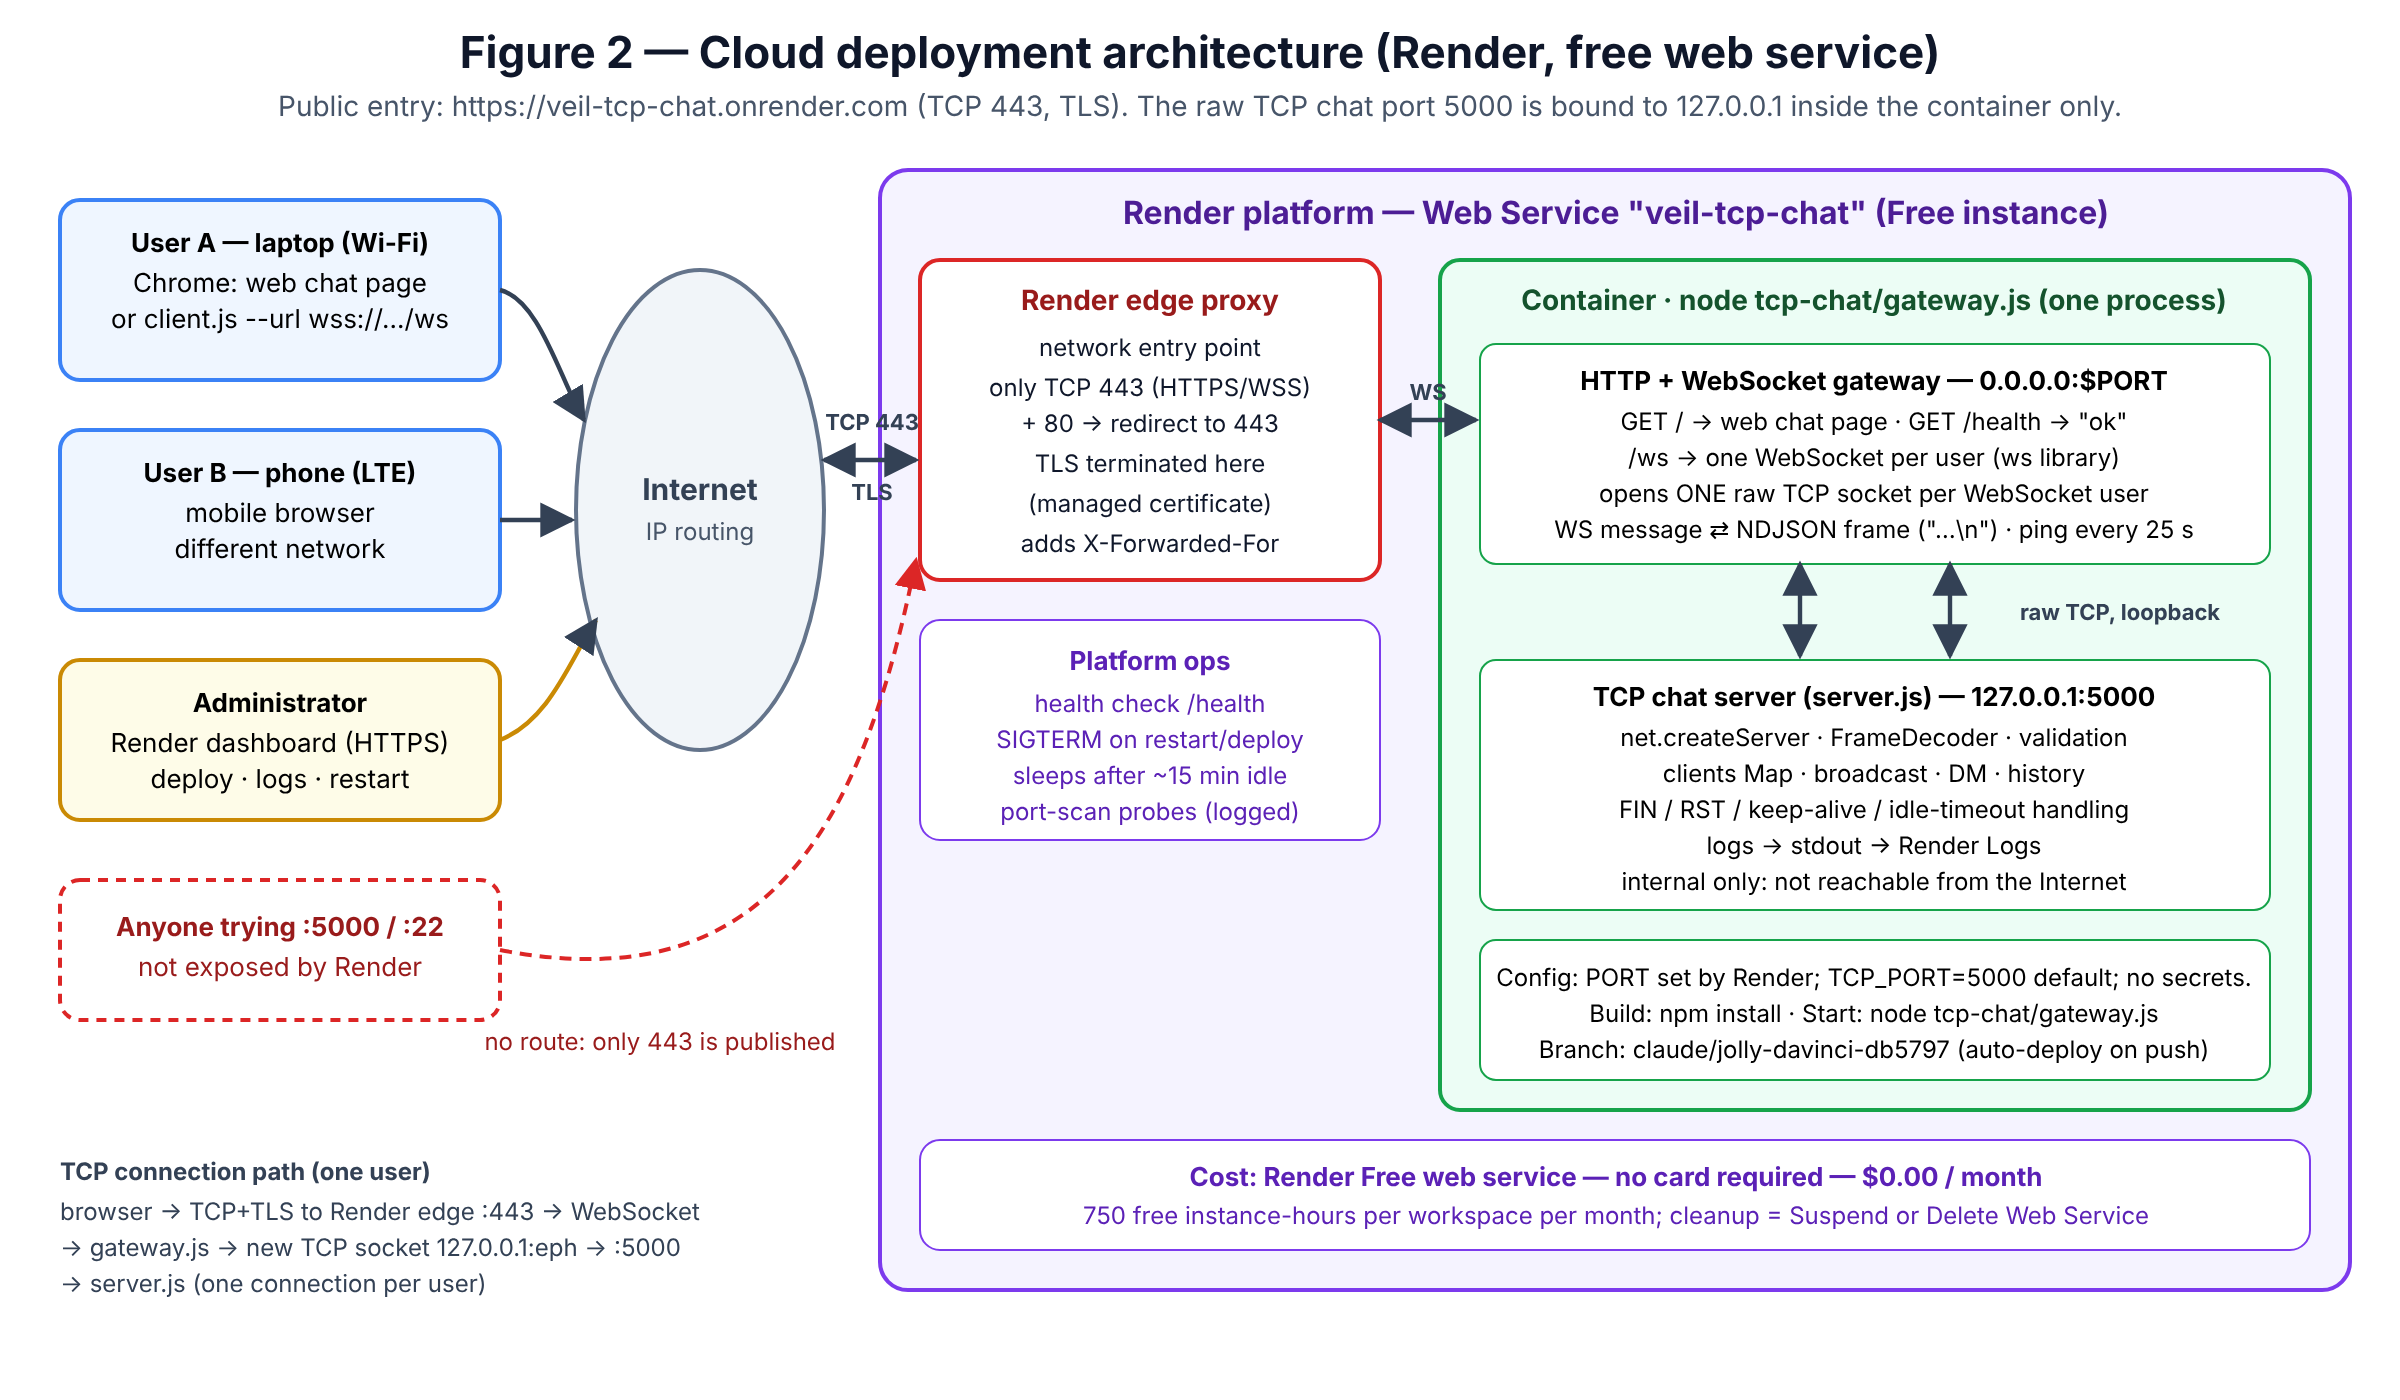 Figure 2 — Cloud deployment architecture (Render, free web service)
Public entry: https://veil-tcp-chat.onrender.com (TCP 443, TLS). The raw TCP chat port 5000 is bound to 127.0.0.1 inside the container only.
User A — laptop (Wi-Fi)
Chrome: web chat page
or client.js --url wss://.../ws
User B — phone (LTE)
mobile browser
different network
Administrator
Render dashboard (HTTPS)
deploy · logs · restart
Anyone trying :5000 / :22
not exposed by Render
no route: only 443 is published
Internet
IP routing
TCP 443
TLS
Render platform — Web Service "veil-tcp-chat" (Free instance)
Render edge proxy
network entry point
only TCP 443 (HTTPS/WSS)
+ 80 → redirect to 443
TLS terminated here
(managed certificate)
adds X-Forwarded-For
WS
Platform ops
health check /health
SIGTERM on restart/deploy
sleeps after ~15 min idle
port-scan probes (logged)
Container · node tcp-chat/gateway.js (one process)
HTTP + WebSocket gateway — 0.0.0.0:$PORT
GET / → web chat page · GET /health → "ok"
/ws → one WebSocket per user (ws library)
opens ONE raw TCP socket per WebSocket user
WS message ⇄ NDJSON frame ("...\n") · ping every 25 s
raw TCP, loopback
TCP chat server (server.js) — 127.0.0.1:5000
net.createServer · FrameDecoder · validation
clients Map · broadcast · DM · history
FIN / RST / keep-alive / idle-timeout handling
logs → stdout → Render Logs
internal only: not reachable from the Internet
Config: PORT set by Render; TCP_PORT=5000 default; no secrets.
Build: npm install · Start: node tcp-chat/gateway.js
Branch: claude/jolly-davinci-db5797 (auto-deploy on push)
Cost: Render Free web service — no card required — $0.00 / month
750 free instance-hours per workspace per month; cleanup = Suspend or Delete Web Service
TCP connection path (one user)
browser → TCP+TLS to Render edge :443 → WebSocket
→ gateway.js → new TCP socket 127.0.0.1:eph → :5000
→ server.js (one connection per user)